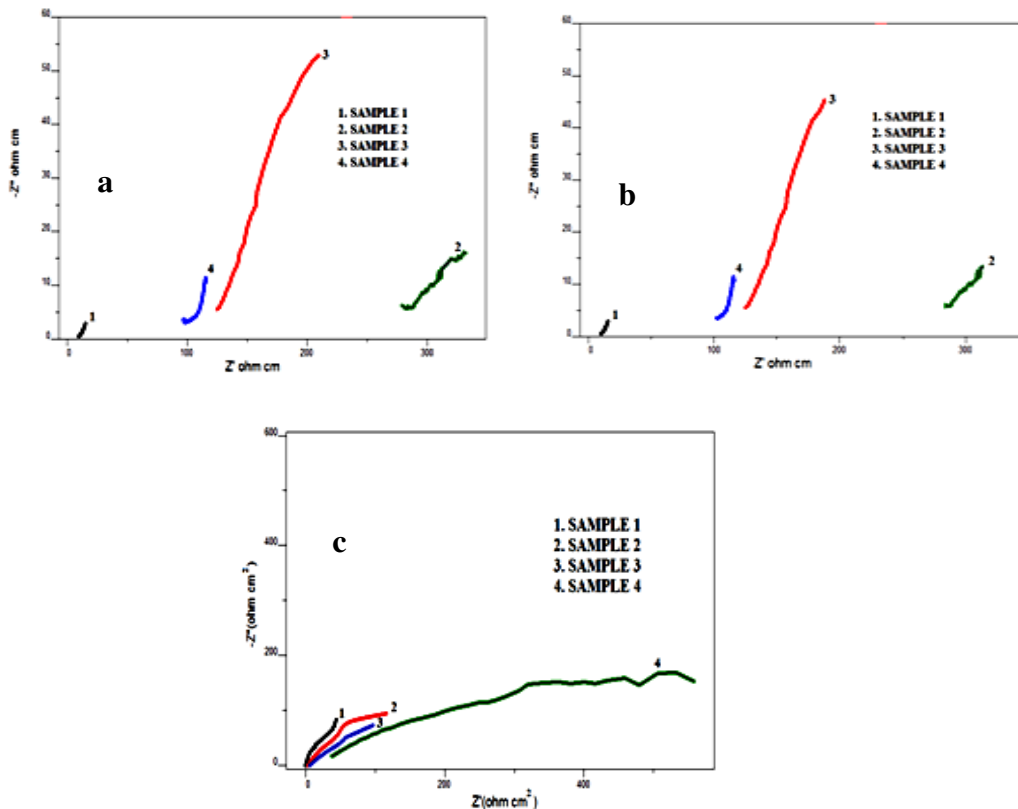 60
50
40
30
20
10
0
-Z" ohm cm
a
1. SAMPLE 1
2. SAMPLE 2
3. SAMPLE 3
4. SAMPLE 4
1
4
3
2
0
100
200
300
Z' ohm cm
60
50
40
30
20
10
0
-Z" ohm cm
b
1. SAMPLE 1
2. SAMPLE 2
3. SAMPLE 3
4. SAMPLE 4
1
4
3
2
0
100
200
300
Z' ohm cm
600
400
200
0
-Z"(ohm cm²)
c
1. SAMPLE 1
2. SAMPLE 2
3. SAMPLE 3
4. SAMPLE 4
1
2
3
4
0
200
400
Z'(ohm cm²)